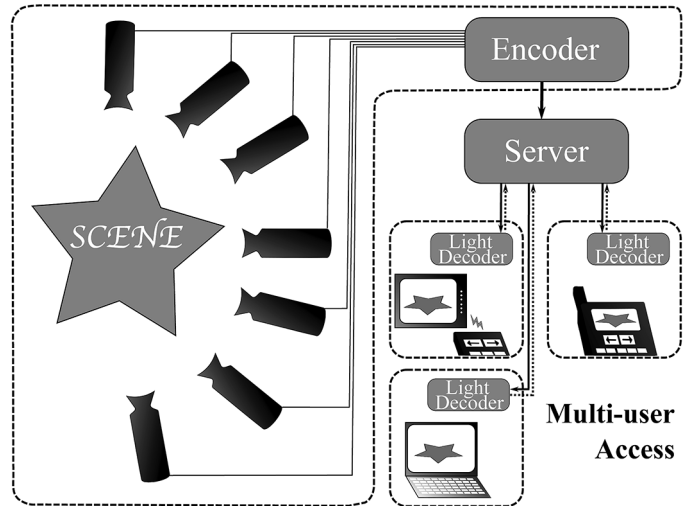 Encoder
Server
SCENE
Light
Decoder
Light
Decoder
Light
Decoder
Multi-user
Access